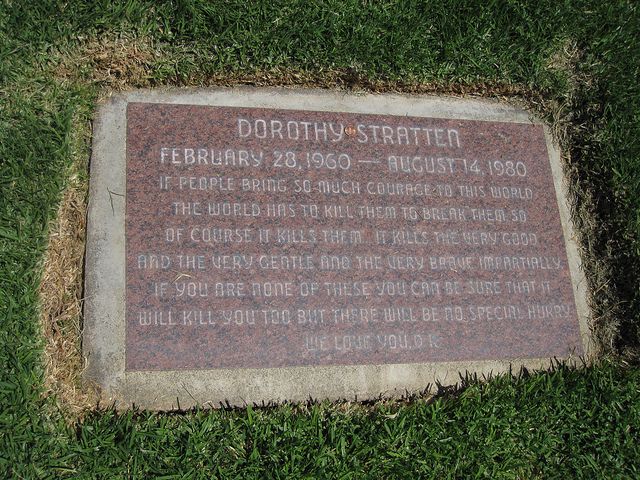 DOROTHY STRATTEN
FEBRUARY 28, 1960 — AUGUST 14, 1980
IF PEOPLE BRING SO MUCH COURAGE TO THIS WORLD
THE WORLD HAS TO KILL THEM TO BREAK THEM SO
OF COURSE IT KILLS THEM. IT KILLS THE VERY GOOD
AND THE VERY GENTLE AND THE VERY BRAVE IMPARTIALLY.
IF YOU ARE NONE OF THESE YOU CAN BE SURE THAT IT
WILL KILL YOU TOO BUT THERE WILL BE NO SPECIAL HURRY
WE LOVE YOU, D.R.